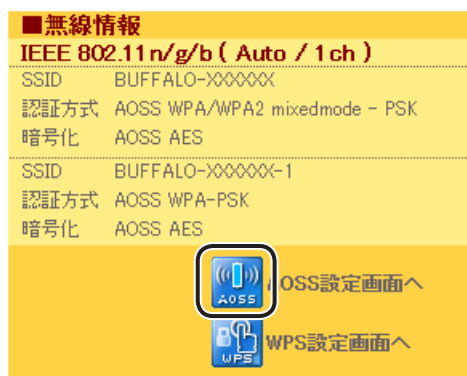 ■無線情報
IEEE 802.11n/g/b ( Auto / 1ch )
SSID BUFFALO-XXXXXX
認証方式 AOSS WPA/WPA2 mixedmode - PSK
暗号化 AOSS AES
SSID BUFFALO-XXXXXX-1
認証方式 AOSS WPA-PSK
暗号化 AOSS AES
AOSS AOSS設定画面へ
WPS WPS設定画面へ